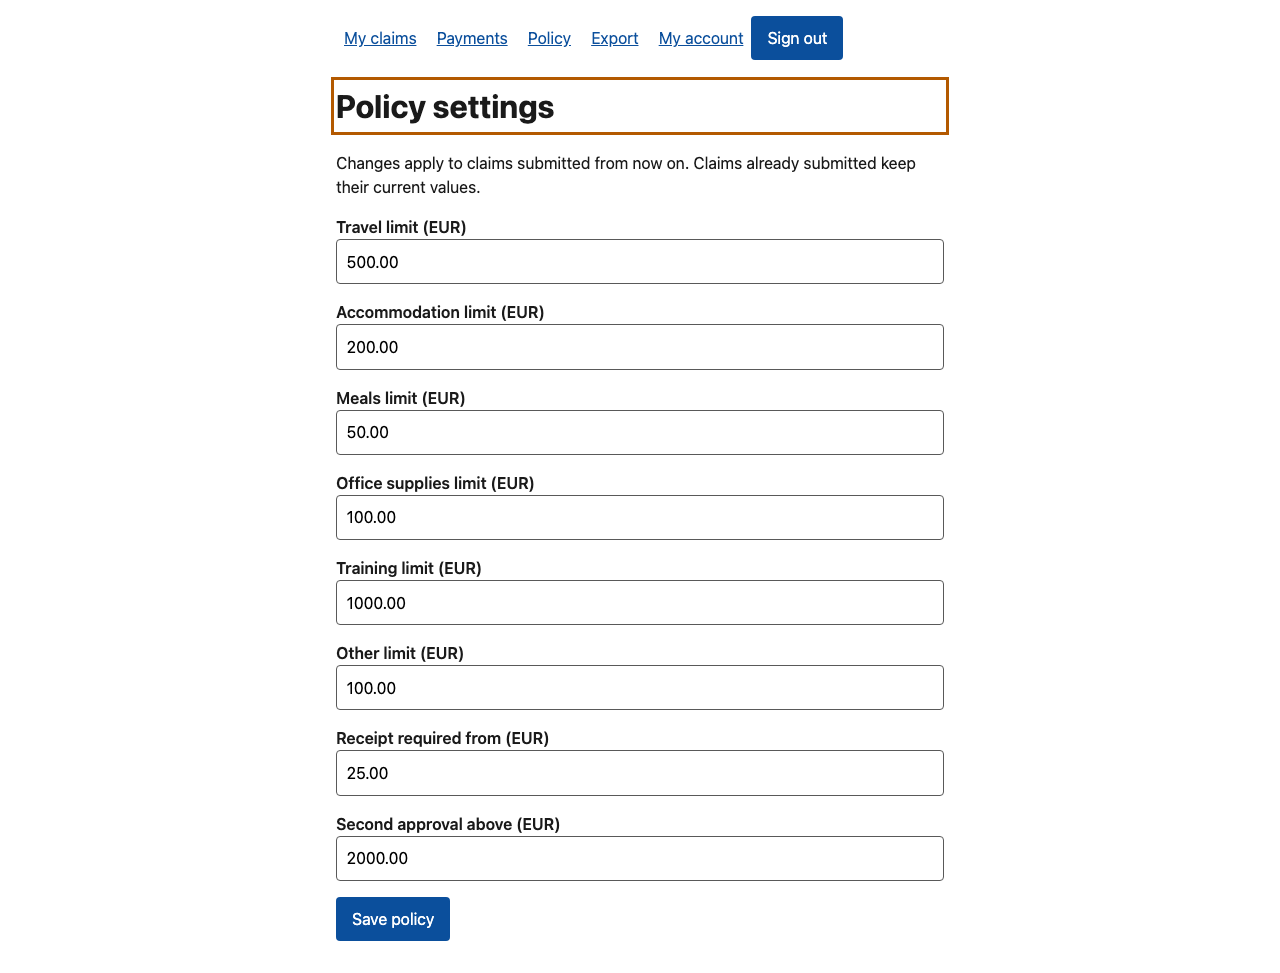 My claims Payments Policy Export My account Sign out
Policy settings
Changes apply to claims submitted from now on. Claims already submitted keep
their current values.
Travel limit (EUR)
500.00
Accommodation limit (EUR)
200.00
Meals limit (EUR)
50.00
Office supplies limit (EUR)
100.00
Training limit (EUR)
1000.00
Other limit (EUR)
100.00
Receipt required from (EUR)
25.00
Second approval above (EUR)
2000.00
Save policy